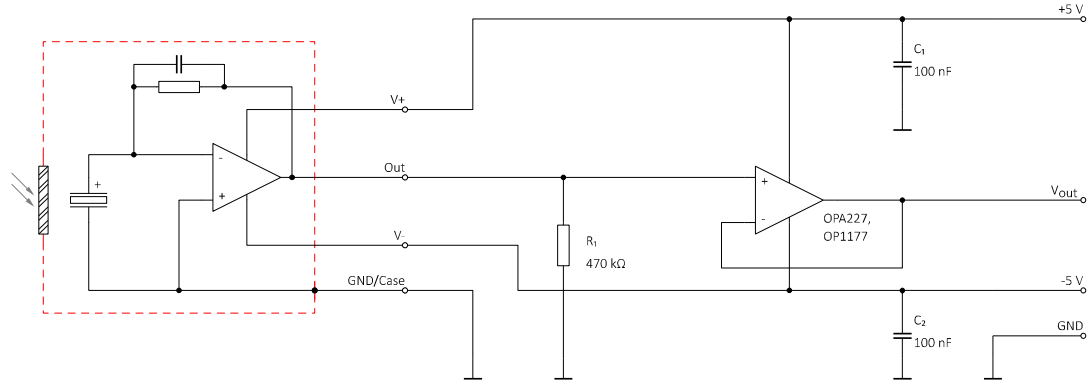 +5 V
C₁
100 nF
V+
-
+
+
Out
+
-
Vout
OPA227,
OP1177
R₁
470 kΩ
V-
GND/Case
-5 V
C₂
100 nF
GND